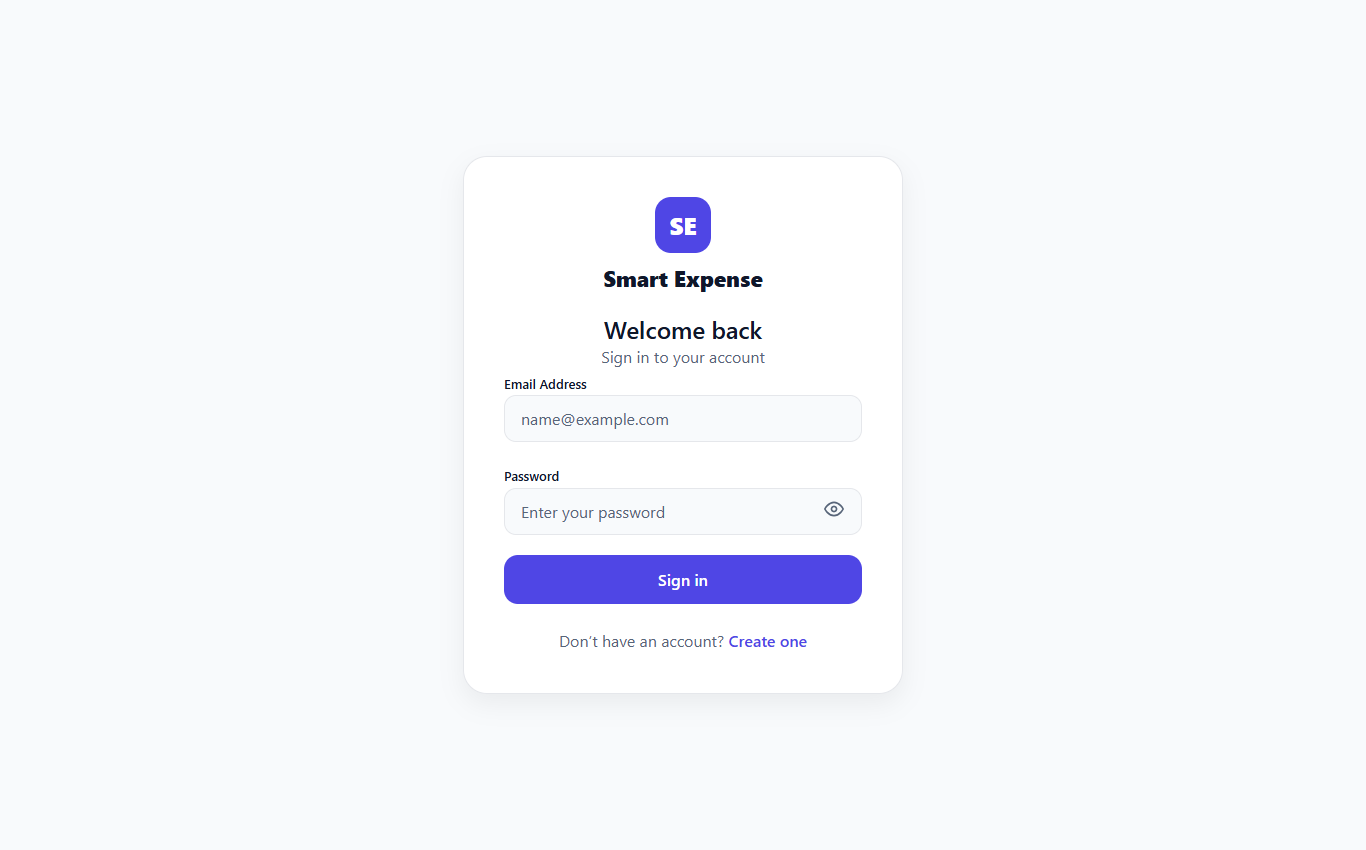 SE
Smart Expense
Welcome back
Sign in to your account
Email Address
name@example.com
Password
Enter your password
Sign in
Don't have an account? Create one